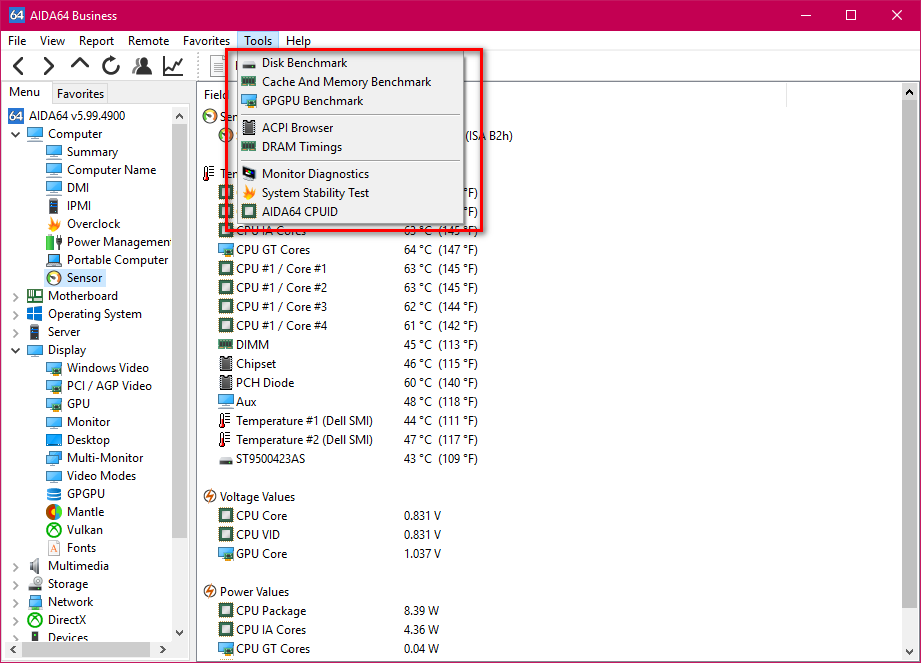 64 AIDA64 Business
File View Report Remote Favorites Tools Help
Menu Favorites
64 AIDA64 v5.99.4900
Computer
Summary
Computer Name
DMI
IPMI
Overclock
Power Management
Portable Computer
Sensor
Motherboard
Operating System
Server
Display
Windows Video
PCI / AGP Video
GPU
Monitor
Desktop
Multi-Monitor
Video Modes
GPGPU
Mantle
Vulkan
Fonts
Multimedia
Storage
Network
DirectX
Devices
Disk Benchmark
Cache And Memory Benchmark
GPGPU Benchmark
ACPI Browser
DRAM Timings
Monitor Diagnostics
System Stability Test
AIDA64 CPUID
Field
Sen
(ISA B2h)
Tem
°F)
°F)
CPU IA Cores 63 °C (145 °F)
CPU GT Cores 64 °C (147 °F)
CPU #1 / Core #1 63 °C (145 °F)
CPU #1 / Core #2 63 °C (145 °F)
CPU #1 / Core #3 62 °C (144 °F)
CPU #1 / Core #4 61 °C (142 °F)
DIMM 45 °C (113 °F)
Chipset 46 °C (115 °F)
PCH Diode 60 °C (140 °F)
Aux 48 °C (118 °F)
Temperature #1 (Dell SMI) 44 °C (111 °F)
Temperature #2 (Dell SMI) 47 °C (117 °F)
ST9500423AS 43 °C (109 °F)
Voltage Values
CPU Core 0.831 V
CPU VID 0.831 V
GPU Core 1.037 V
Power Values
CPU Package 8.39 W
CPU IA Cores 4.36 W
CPU GT Cores 0.04 W